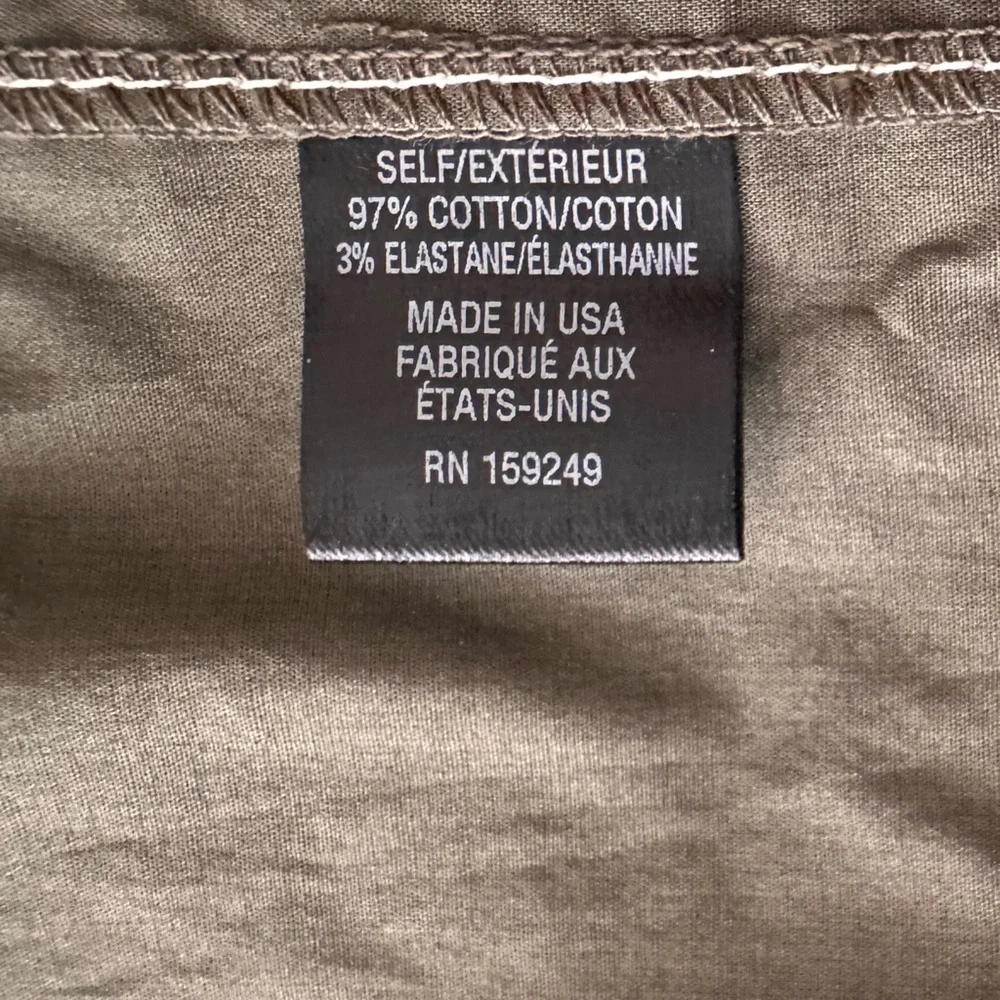 SELF/EXTÉRIEUR
97% COTTON/COTON
3% ELASTANE/ÉLASTHANNE
MADE IN USA
FABRIQUÉ AUX
ÉTATS-UNIS
RN 159249